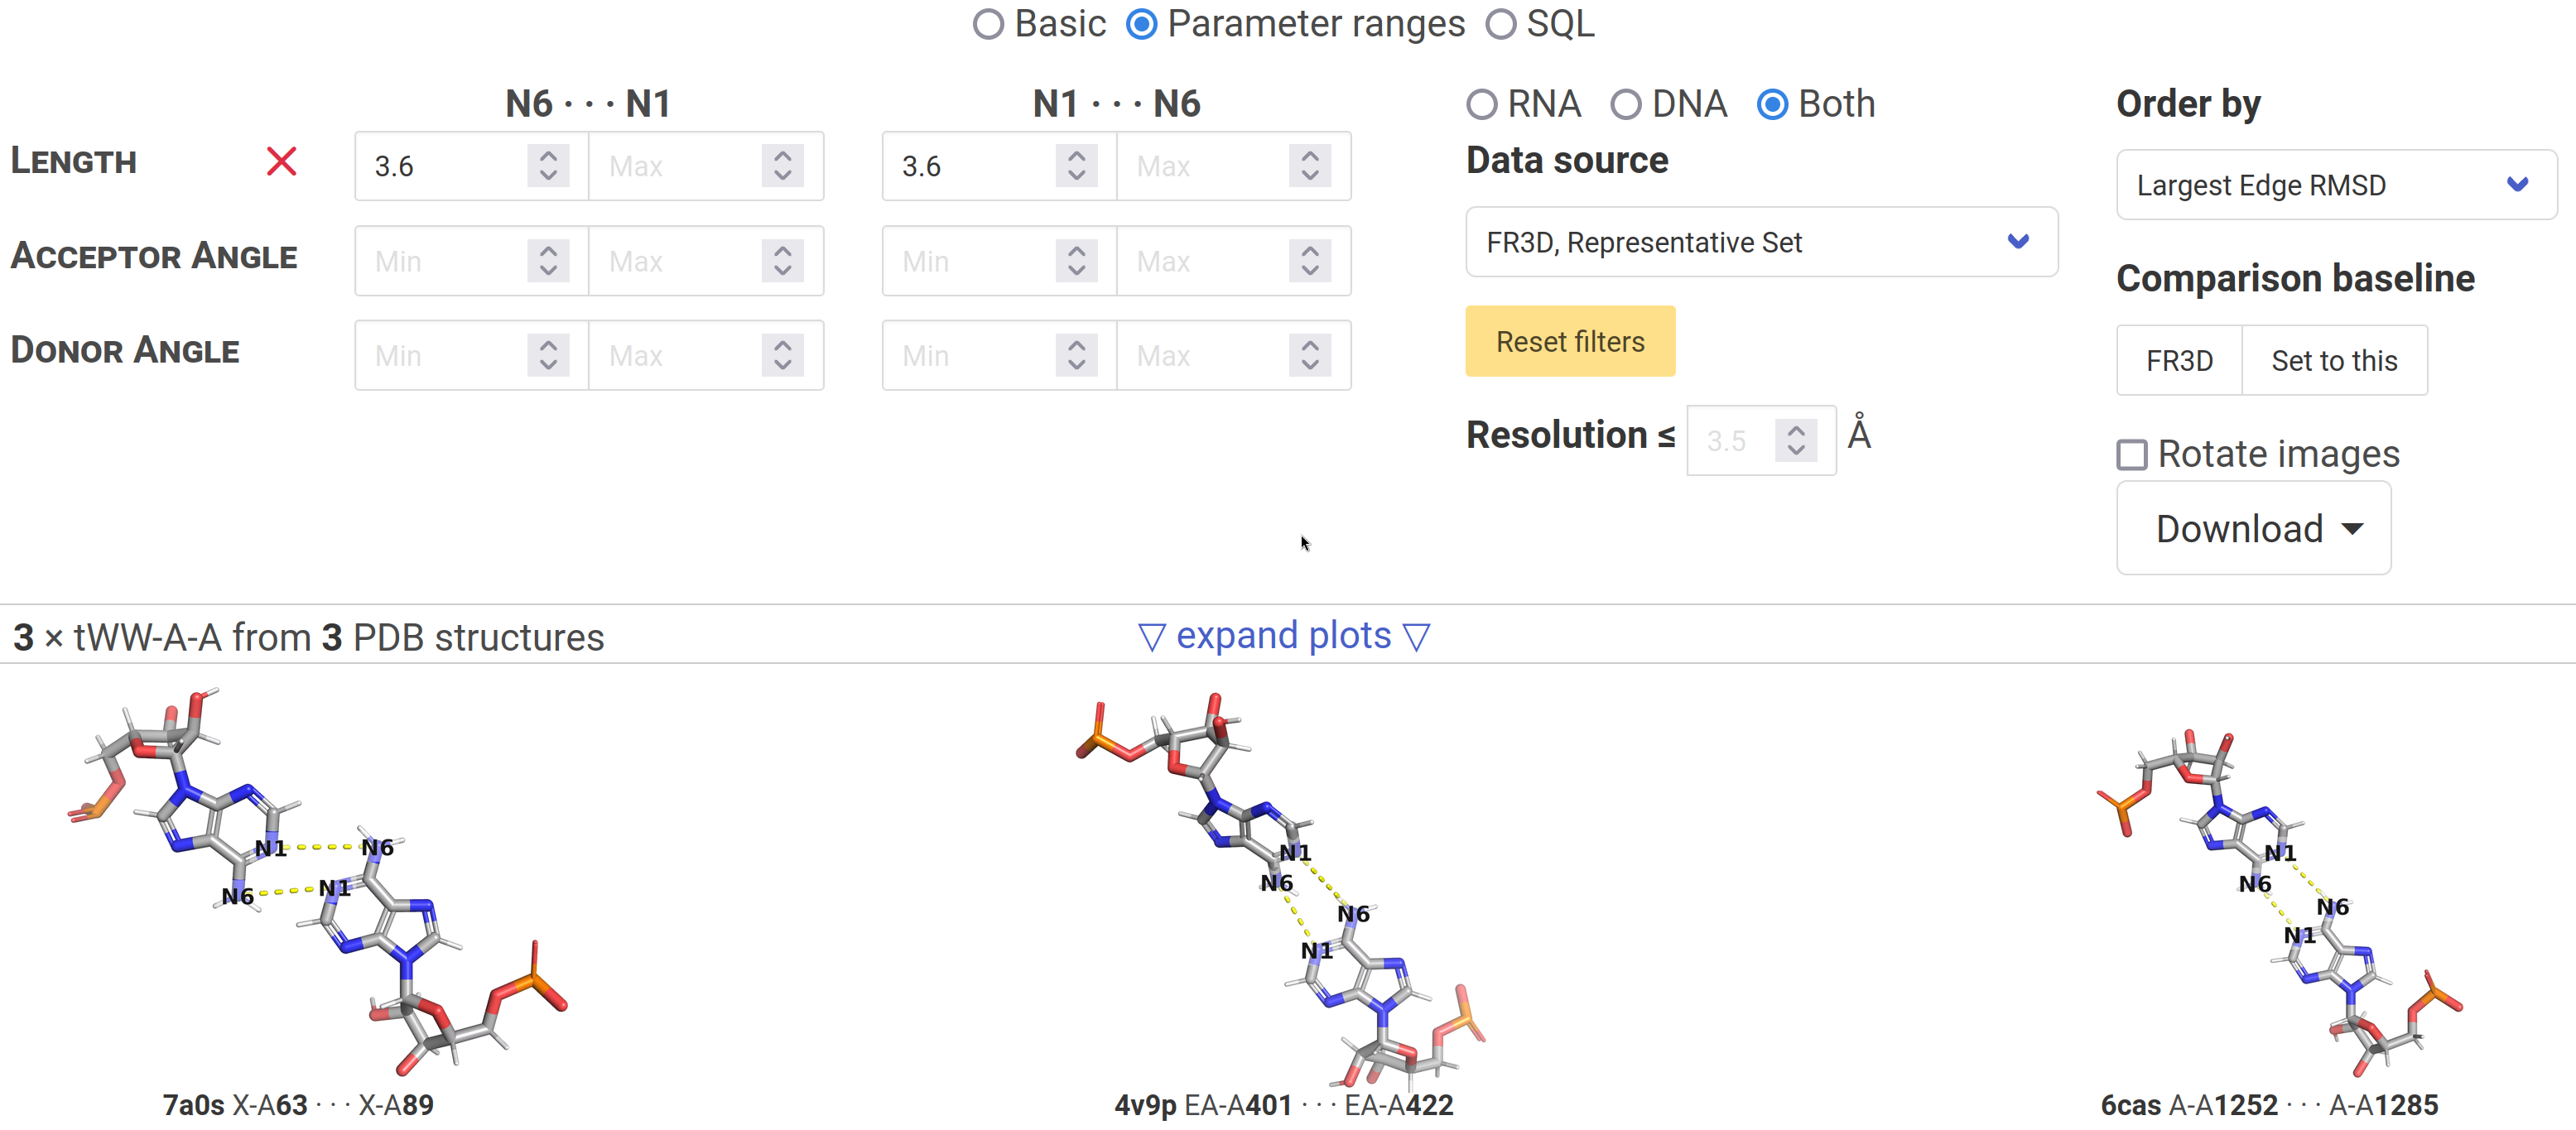 Basic Parameter ranges SQL
N6 · · · N1 N1 · · · N6
LENGTH 3.6 Max 3.6 Max
ACCEPTOR ANGLE Min Max Min Max
DONOR ANGLE Min Max Min Max
RNA DNA Both
Data source
FR3D, Representative Set
Reset filters
Resolution ≤ 3.5 Å
Order by
Largest Edge RMSD
Comparison baseline
FR3D Set to this
Rotate images
Download
3 × tWW-A-A from 3 PDB structures ▽ expand plots ▽
N1 N6
N6 N1
7a0s X-A63 · · · X-A89
N1
N6
N6
N1
4v9p EA-A401 · · · EA-A422
N1
N6
N6
N1
6cas A-A1252 · · · A-A1285